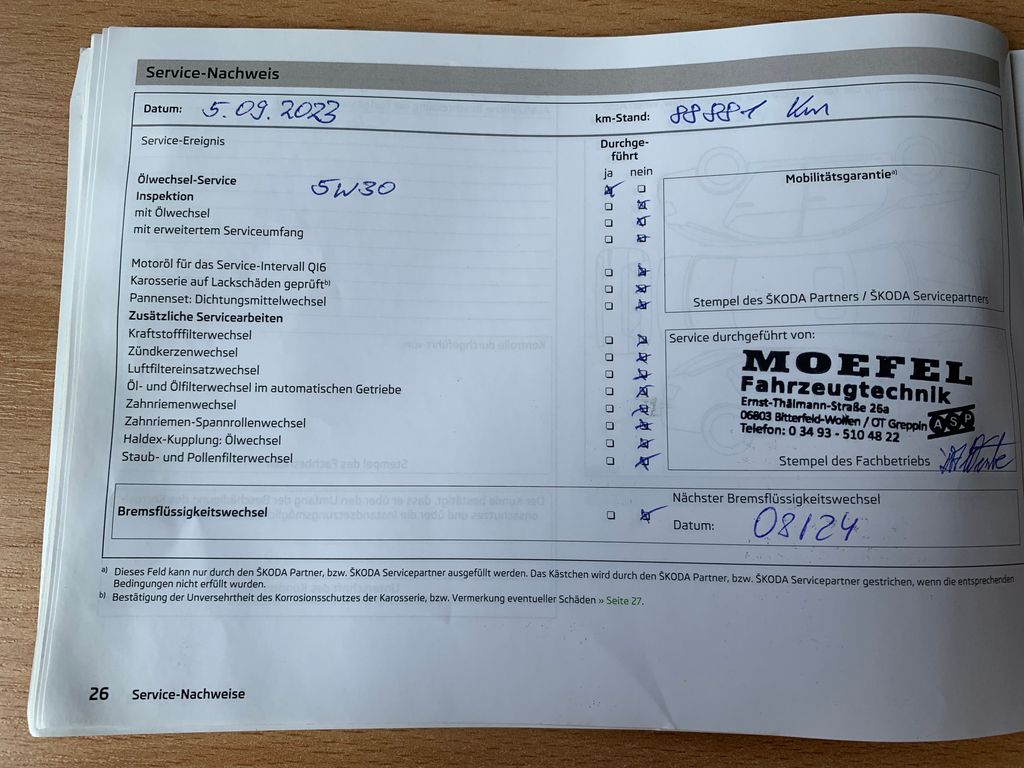 Service-Nachweis
Datum: 5.09.2023 km-Stand: 88881 Km
Service-Ereignis
Durchge-
führt
ja nein
Ölwechsel-Service 5W30
Inspektion
mit Ölwechsel
mit erweitertem Serviceumfang
Motoröl für das Service-Intervall QI6
Karosserie auf Lackschäden geprüft b)
Pannenset: Dichtungsmittelwechsel
Zusätzliche Servicearbeiten
Kraftstofffilterwechsel
Zündkerzenwechsel
Luftfiltereinsatzwechsel
Öl- und Ölfilterwechsel im automatischen Getriebe
Zahnriemenwechsel
Zahnriemen-Spannrollenwechsel
Haldex-Kupplung: Ölwechsel
Staub- und Pollenfilterwechsel
Mobilitätsgarantie a)
Stempel des ŠKODA Partners / ŠKODA Servicepartners
Service durchgeführt von:
MOEFEL
Fahrzeugtechnik
Ernst-Thälmann-Straße 26a
06803 Bitterfeld-Wolfen / OT Greppin
Telefon: 0 34 93 - 510 48 22
ASP
Stempel des Fachbetriebs
Bremsflüssigkeitswechsel
Nächster Bremsflüssigkeitswechsel
Datum: 08/24
a) Dieses Feld kann nur durch den ŠKODA Partner, bzw. ŠKODA Servicepartner ausgefüllt werden. Das Kästchen wird durch den ŠKODA Partner, bzw. ŠKODA Servicepartner gestrichen, wenn die entsprechenden
Bedingungen nicht erfüllt wurden.
b) Bestätigung der Unversehrtheit des Korrosionsschutzes der Karosserie, bzw. Vermerkung eventueller Schäden » Seite 27.
26 Service-Nachweise